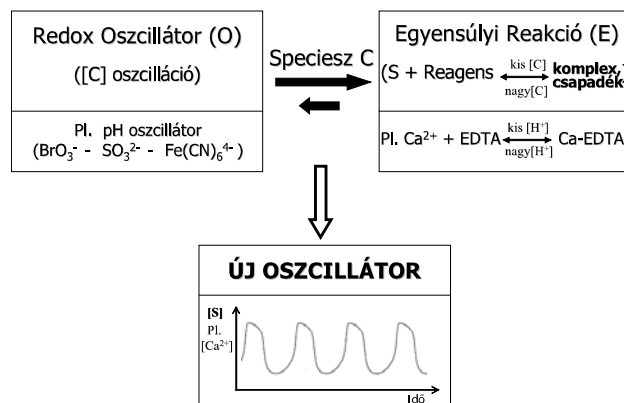 Redox Oszcillátor (O)
([C] oszcilláció)
Pl. pH oszcillátor
(BrO₃⁻ - SO₃²⁻ - Fe(CN)₆⁴⁻ )
Speciesz C
Egyensúlyi Reakció (E)
(S + Reagens kis [C] nagy[C] komplex, csapadék
Pl. Ca²⁺ + EDTA kis [H⁺] nagy[H⁺] Ca-EDTA
ÚJ OSZCILLÁTOR
[S]
Pl.
[Ca²⁺]
Idő